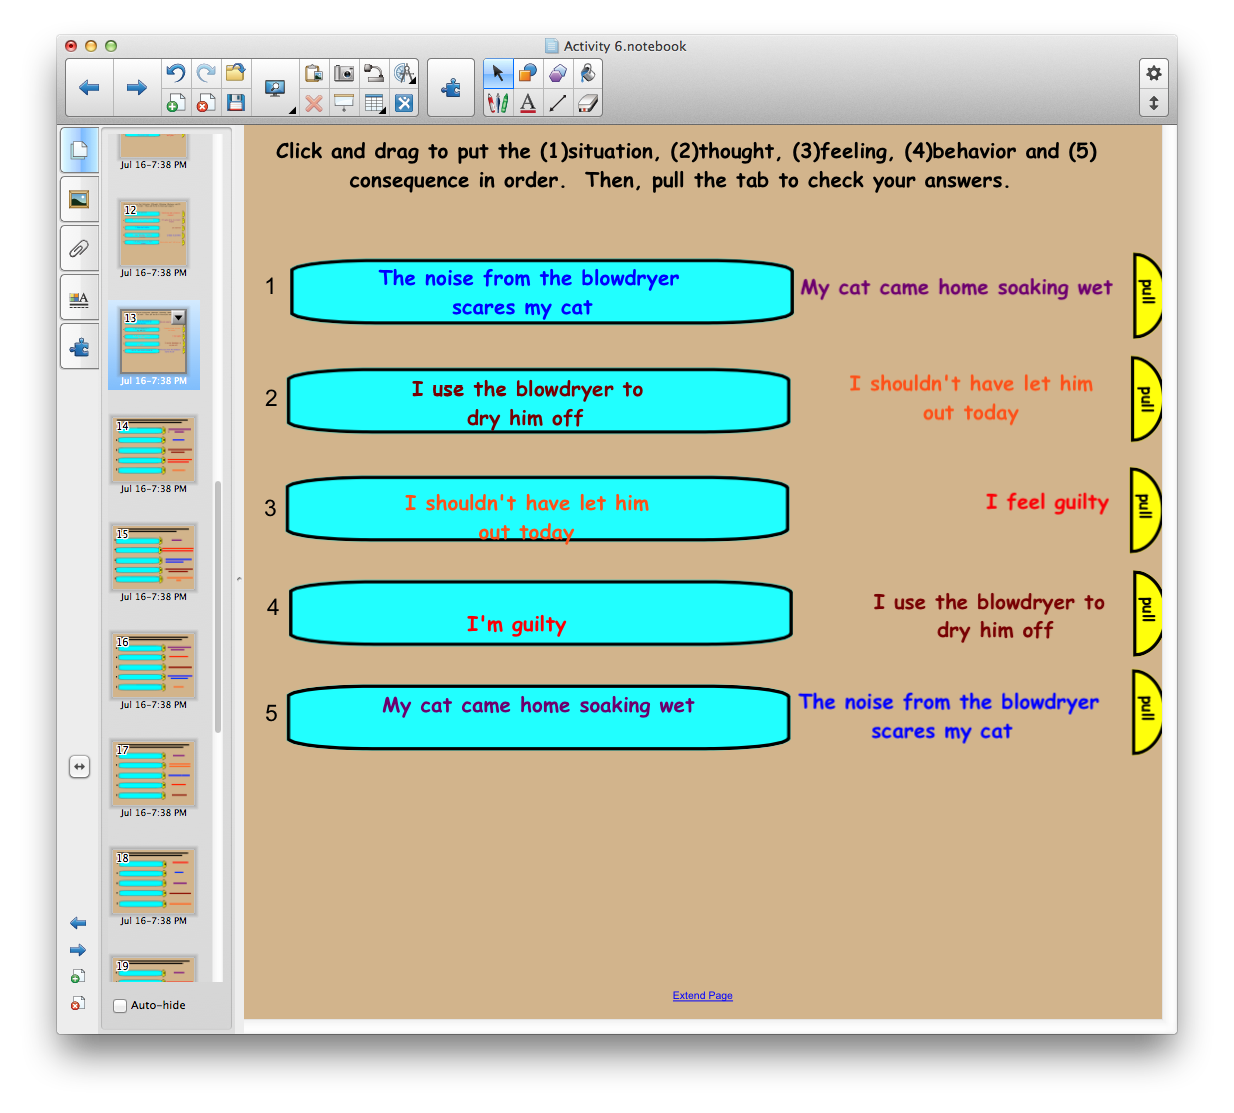 Activity 6.notebook
Jul 16-7:38 PM
12
Jul 16-7:38 PM
13
Jul 16-7:38 PM
14
Jul 16-7:38 PM
15
Jul 16-7:38 PM
16
Jul 16-7:38 PM
17
Jul 16-7:38 PM
18
Jul 16-7:38 PM
19
Auto-hide
Click and drag to put the (1)situation, (2)thought, (3)feeling, (4)behavior and (5)
consequence in order. Then, pull the tab to check your answers.
1
The noise from the blowdryer
scares my cat
My cat came home soaking wet
pull
2
I use the blowdryer to
dry him off
I shouldn't have let him
out today
pull
3
I shouldn't have let him
out today
I feel guilty
pull
4
I'm guilty
I use the blowdryer to
dry him off
pull
5
My cat came home soaking wet
The noise from the blowdryer
scares my cat
pull
Extend Page